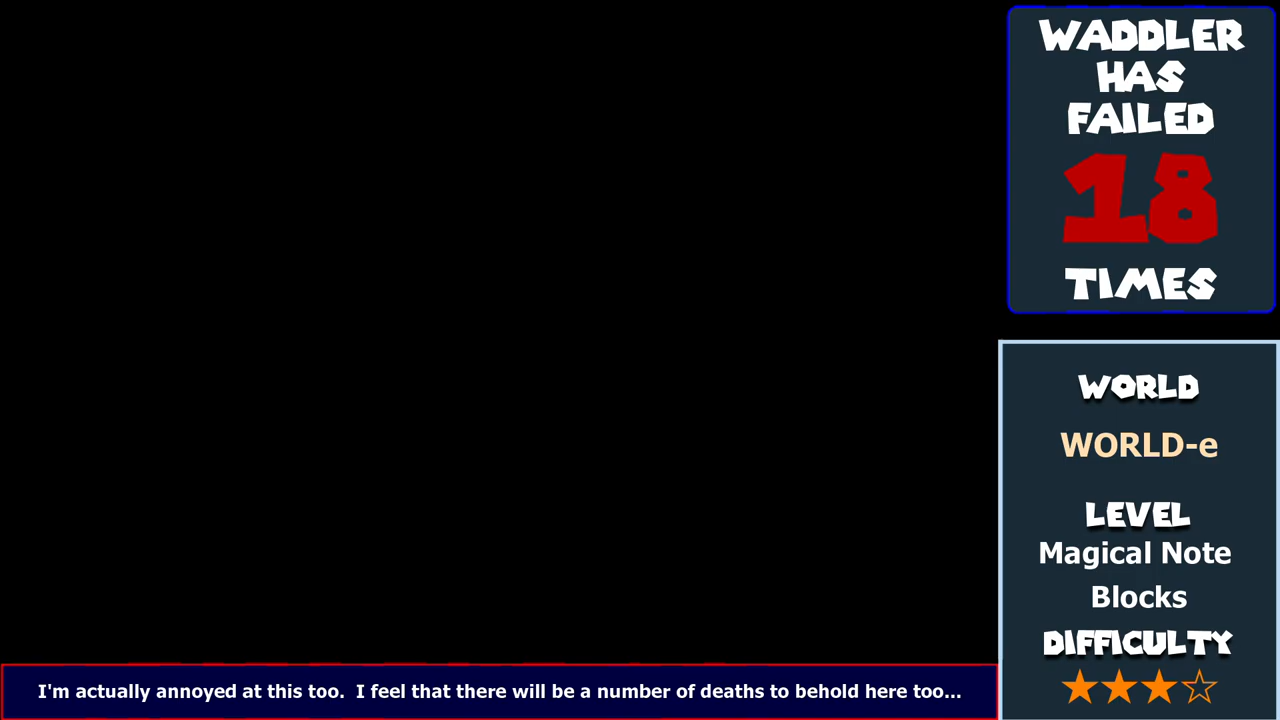 WADDLER
HAS
FAILED
18
TIMES
WORLD
WORLD-e
LEVEL
Magical Note
Blocks
DIFFICULTY
I'm actually annoyed at this too.  I feel that there will be a number of deaths to behold here too...